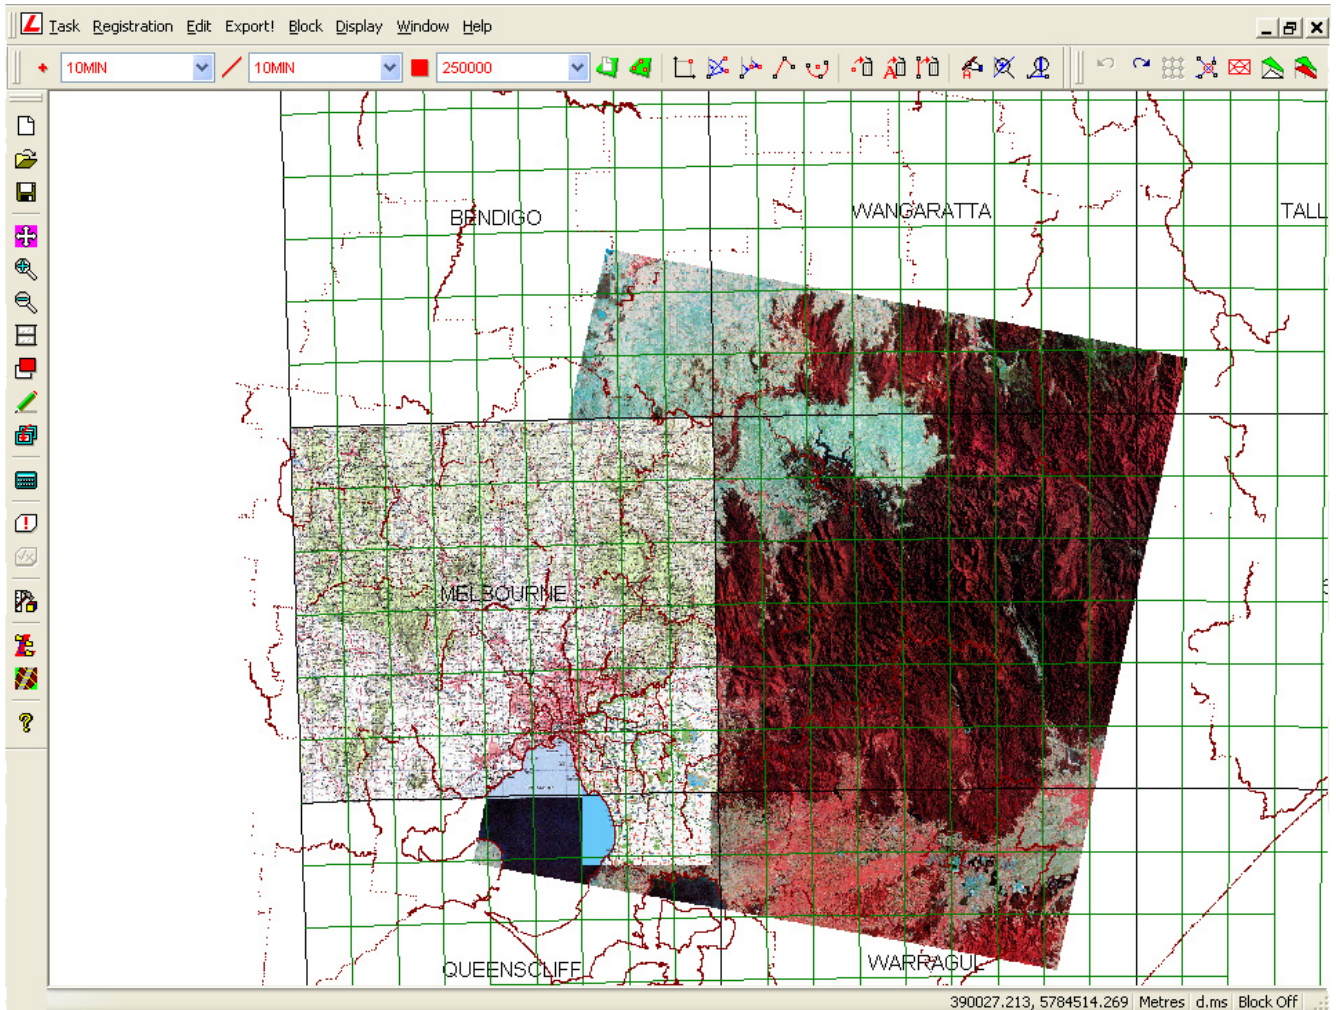 Task Registration Edit Export! Block Display Window Help
10MIN 10MIN 250000
BENDIGO WANGARATTA TALL
MELBOURNE
QUEENSCLIFF WARRAGUL
390027.213, 5784514.269 Metres d.ms Block Off